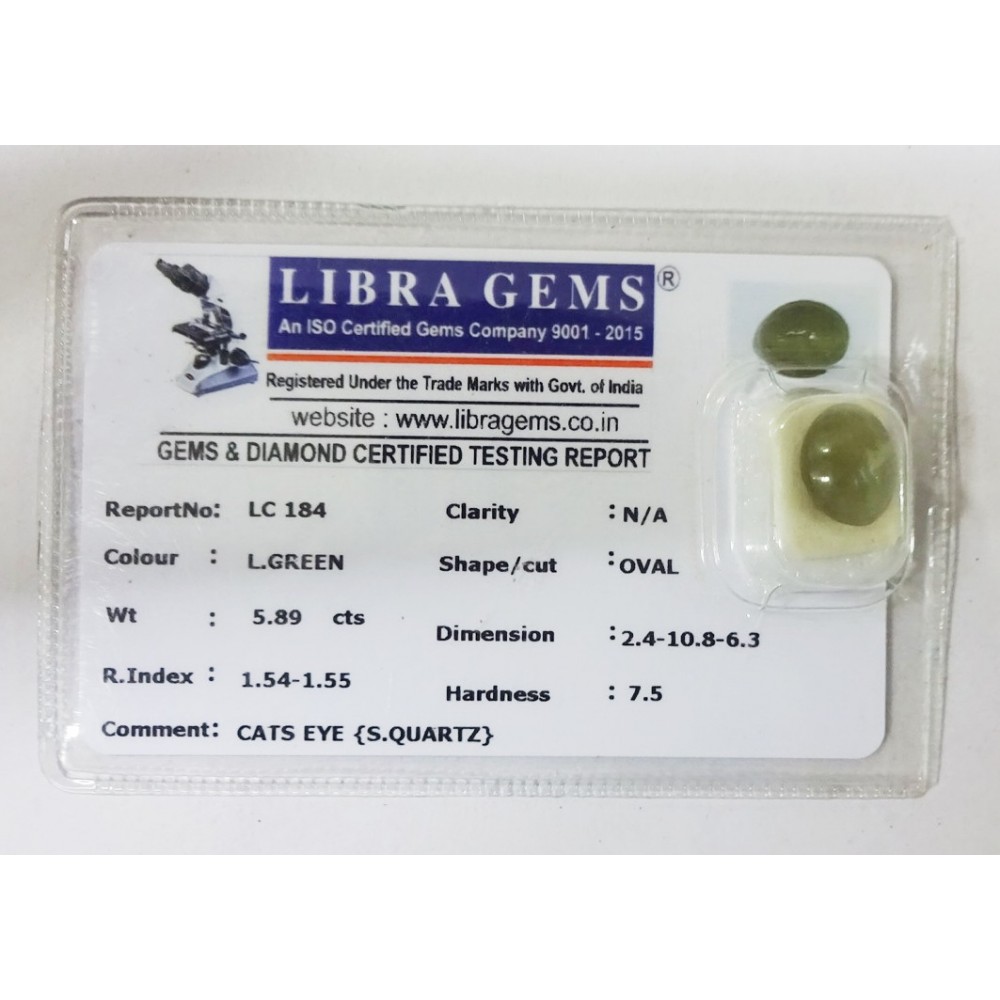 LIBRA GEMS ®
An ISO Certified Gems Company 9001 - 2015
Registered Under the Trade Marks with Govt. of India
website : www.libragems.co.in
GEMS & DIAMOND CERTIFIED TESTING REPORT
ReportNo: LC 184 Clarity : N/A
Colour : L.GREEN Shape/cut : OVAL
Wt : 5.89 cts Dimension : 2.4-10.8-6.3
R.Index : 1.54-1.55 Hardness : 7.5
Comment: CATS EYE {S.QUARTZ}